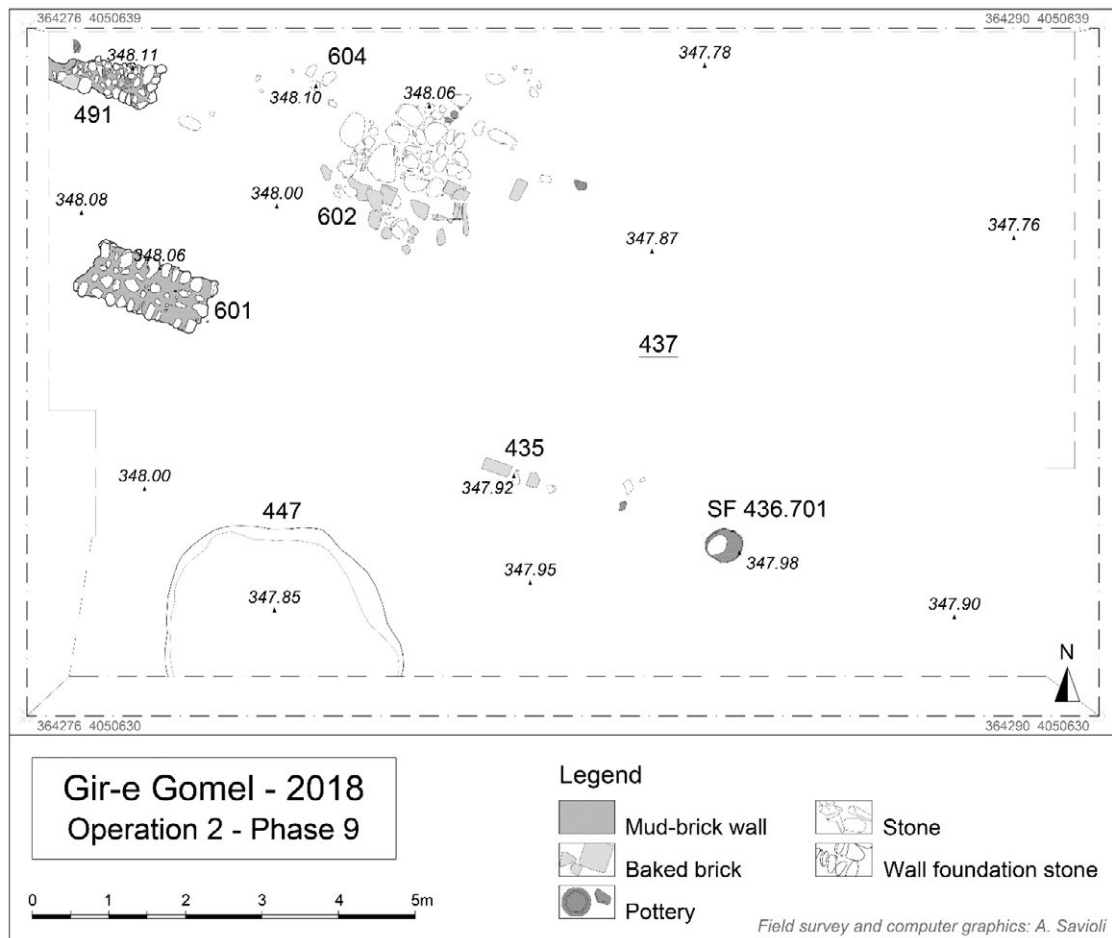 364276 4050639
364290 4050639
604
347.78
348.11
348.10
348.06
491
348.08
348.00
602
347.87
347.76
348.06
601
437
435
348.00
347.92
447
SF 436.701
347.98
347.95
347.85
347.90
N
364276 4050630
364290 4050630
Gir-e Gomel - 2018
Operation 2 - Phase 9
0 1 2 3 4 5m
Legend
Mud-brick wall
Baked brick
Pottery
Stone
Wall foundation stone
Field survey and computer graphics: A. Savioli